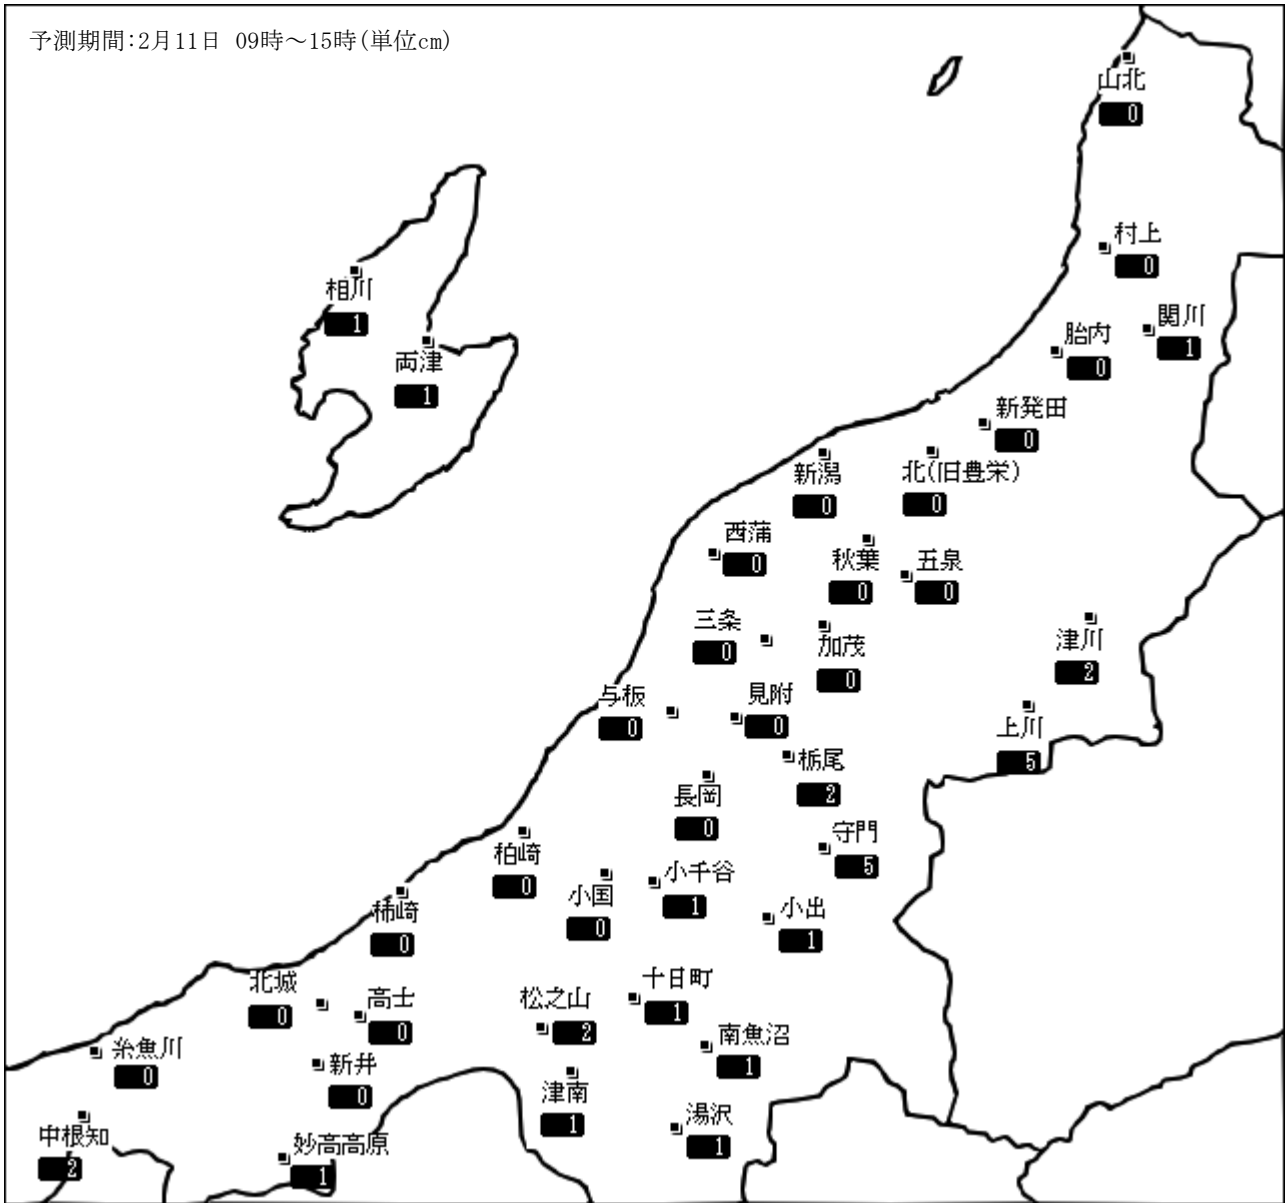 予測期間:2月11日 09時～15時(単位cm)
山北
0
村上
0
相川
1
関川
1
胎内
0
両津
1
新発田
0
新潟
0
北(旧豊栄)
0
西蒲
0
秋葉
0
五泉
0
三条
0
加茂
0
津川
2
与板
0
見附
0
上川
5
栃尾
2
長岡
0
守門
5
柏崎
0
小国
0
小千谷
1
小出
1
柿崎
0
北城
0
高士
0
松之山
2
十日町
1
南魚沼
1
糸魚川
0
新井
0
津南
1
湯沢
1
中根知
2
妙高高原
1